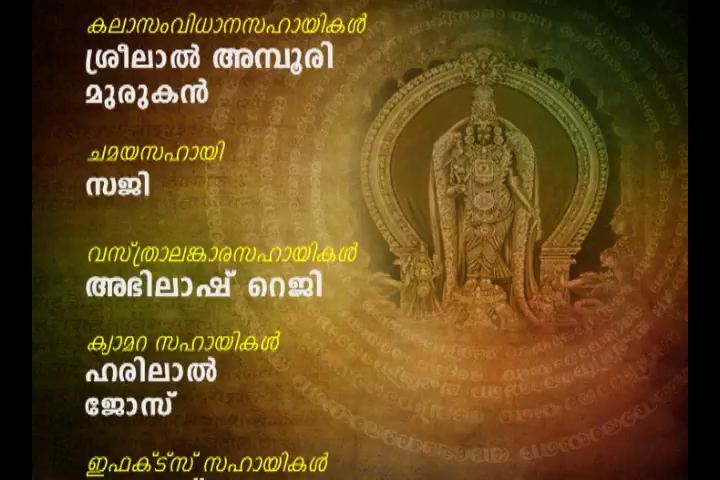 കലാസംവിധാനസഹായികൾ
ശ്രീലാൽ അമ്പൂരി
മുരുകൻ
ചമയസഹായി
സജി
വസ്ത്രാലങ്കാരസഹായികൾ
അഭിലാഷ് റെജി
ക്യാമറ സഹായികൾ
ഹരിലാൽ
ജോസ്
ഇഫക്ട്സ് സഹായികൾ